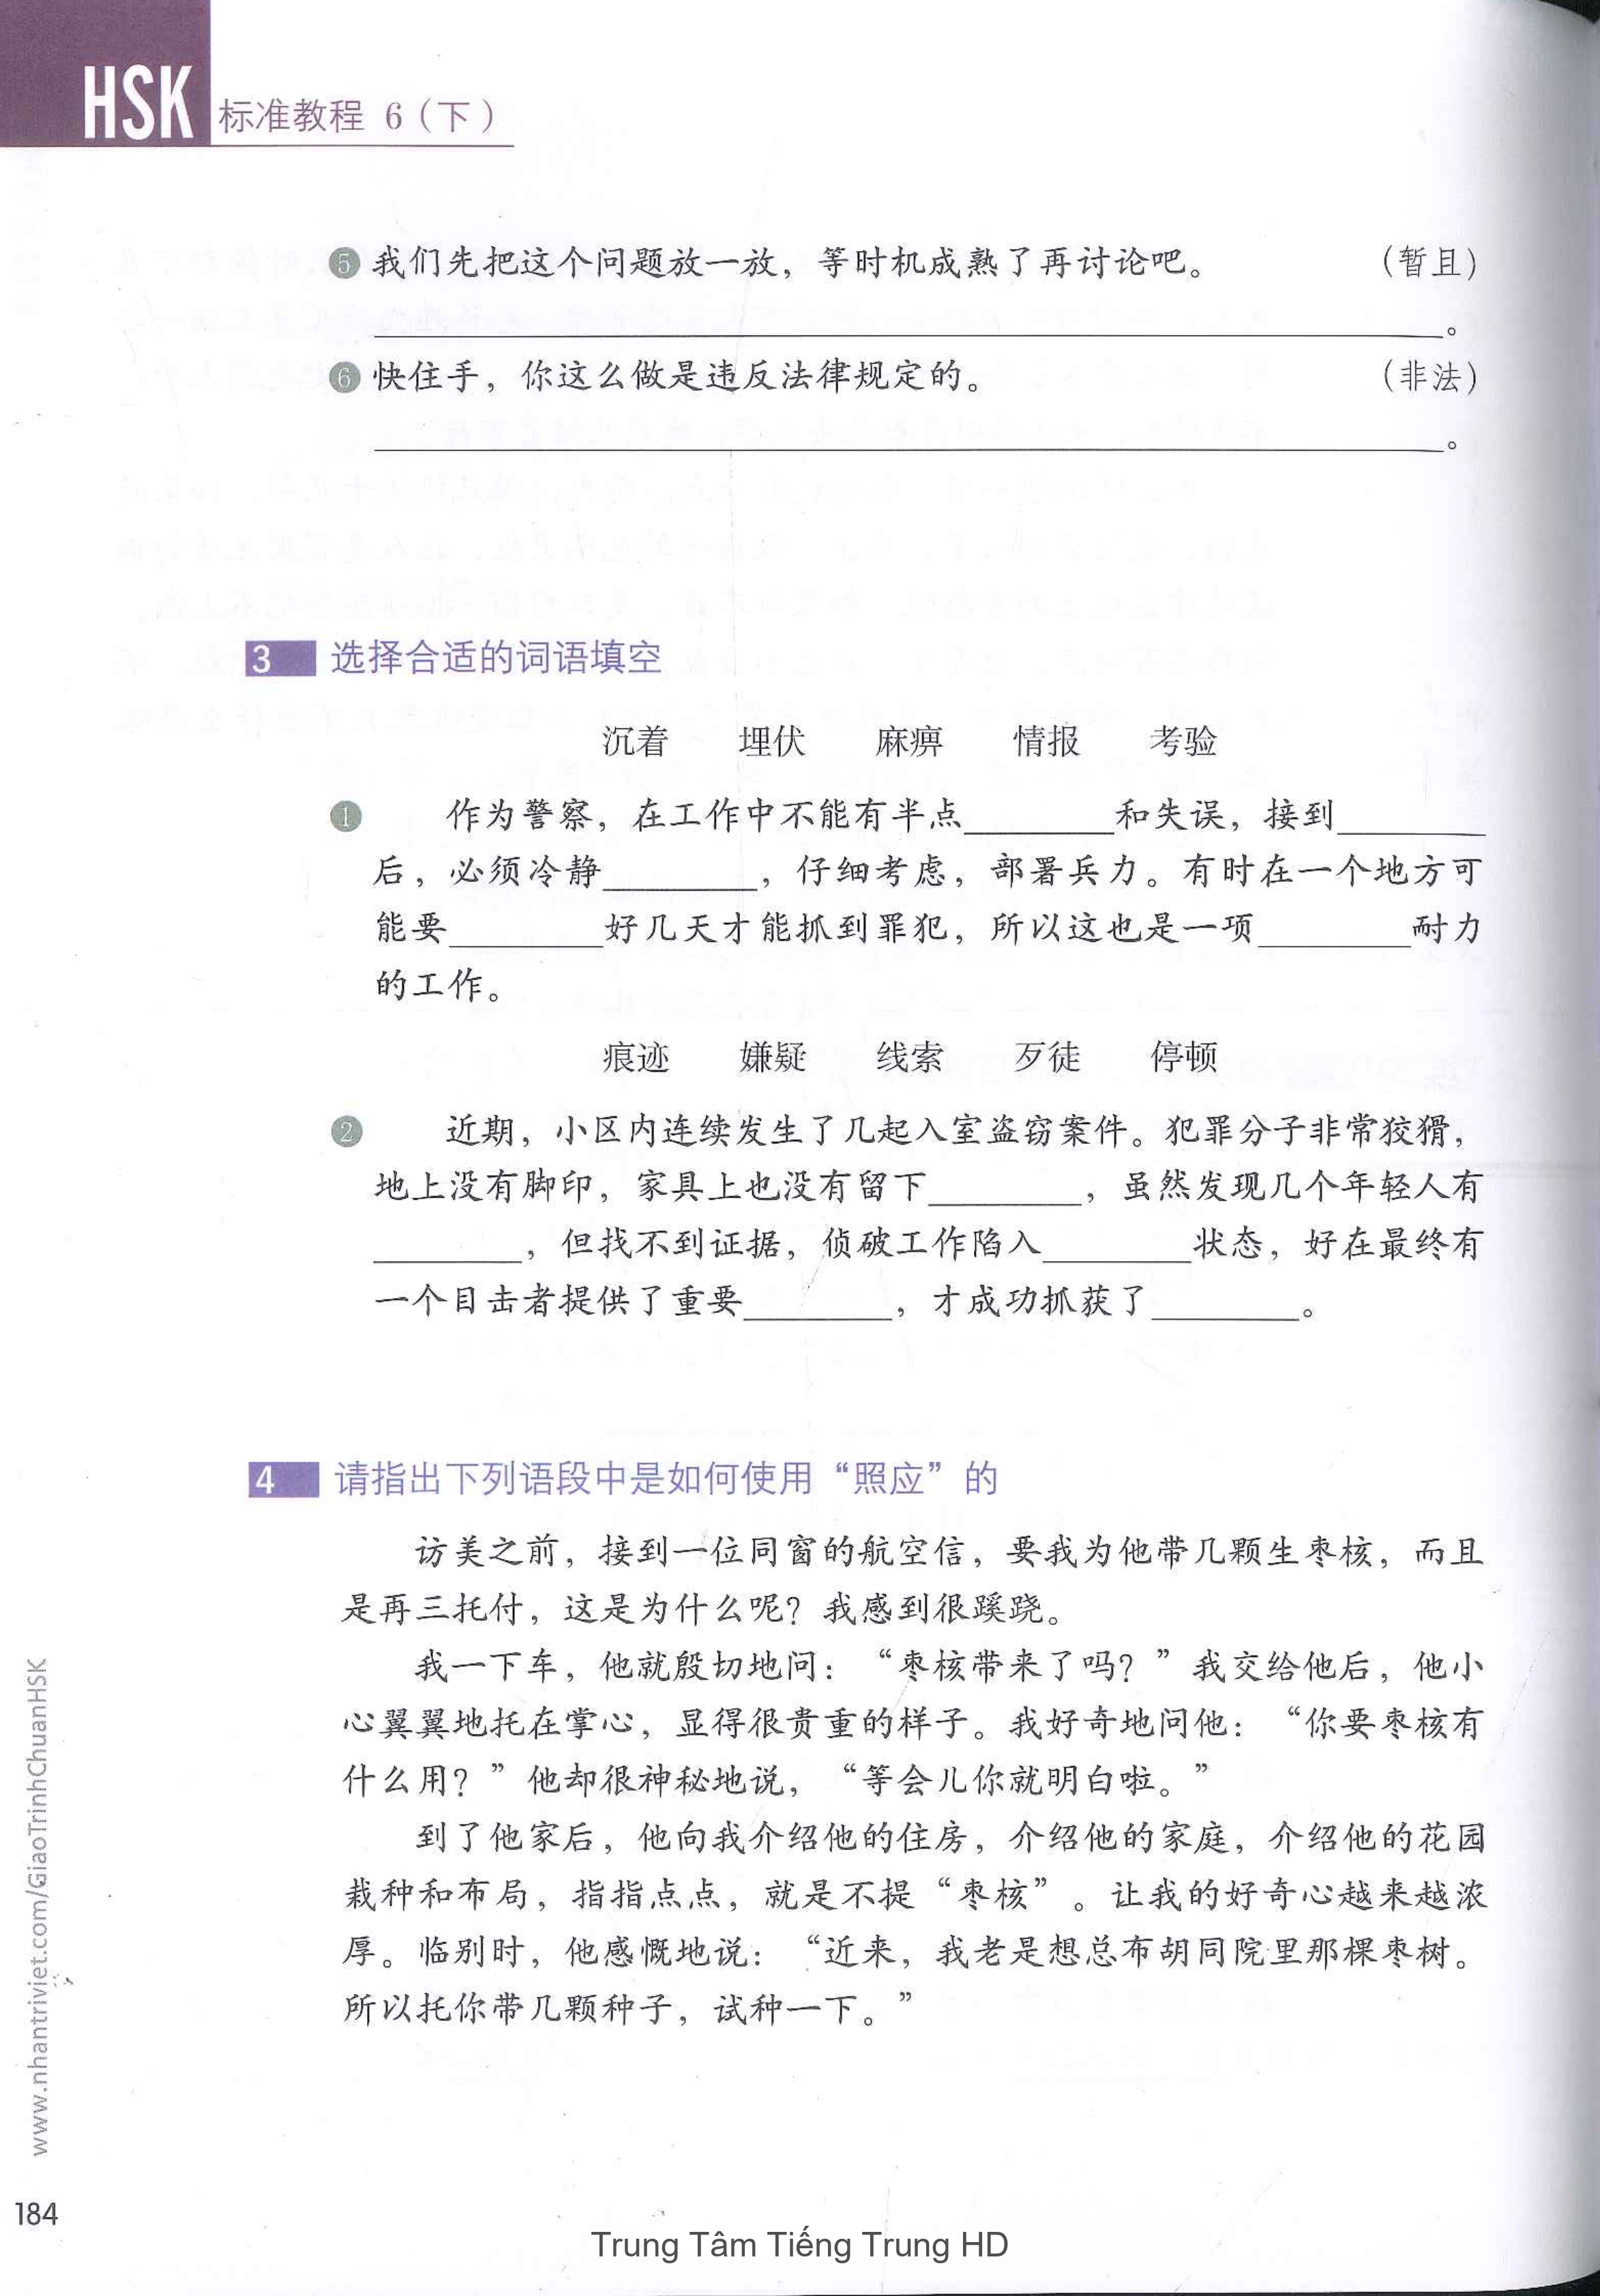 HSK 标准教程 6（下）
5 我们先把这个问题放一放，等时机成熟了再讨论吧。 （暂且）
。
6 快住手，你这么做是违反法律规定的。 （非法）
。
3 选择合适的词语填空
沉着 埋伏 麻痹 情报 考验
1 作为警察，在工作中不能有半点________和失误，接到________
后，必须冷静________，仔细考虑，部署兵力。有时在一个地方可
能要________好几天才能抓到罪犯，所以这也是一项________耐力
的工作。
痕迹 嫌疑 线索 歹徒 停顿
2 近期，小区内连续发生了几起入室盗窃案件。犯罪分子非常狡猾，
地上没有脚印，家具上也没有留下________，虽然发现几个年轻人有
________，但找不到证据，侦破工作陷入________状态，好在最终有
一个目击者提供了重要________，才成功抓获了________。
4 请指出下列语段中是如何使用“照应”的
访美之前，接到一位同窗的航空信，要我为他带几颗生枣核，而且
是再三托付，这是为什么呢？我感到很蹊跷。
我一下车，他就殷切地问：“枣核带来了吗？”我交给他后，他小
心翼翼地托在掌心，显得很贵重的样子。我好奇地问他：“你要枣核有
什么用？”他却很神秘地说，“等会儿你就明白啦。”
到了他家后，他向我介绍他的住房，介绍他的家庭，介绍他的花园
栽种和布局，指指点点，就是不提“枣核”。让我的好奇心越来越浓
厚。临别时，他感慨地说：“近来，我老是想总布胡同院里那棵枣树。
所以托你带几颗种子，试种一下。”
www.nhantriviet.com/GiaoTrinhChuanHSK
184
Trung Tâm Tiếng Trung HD